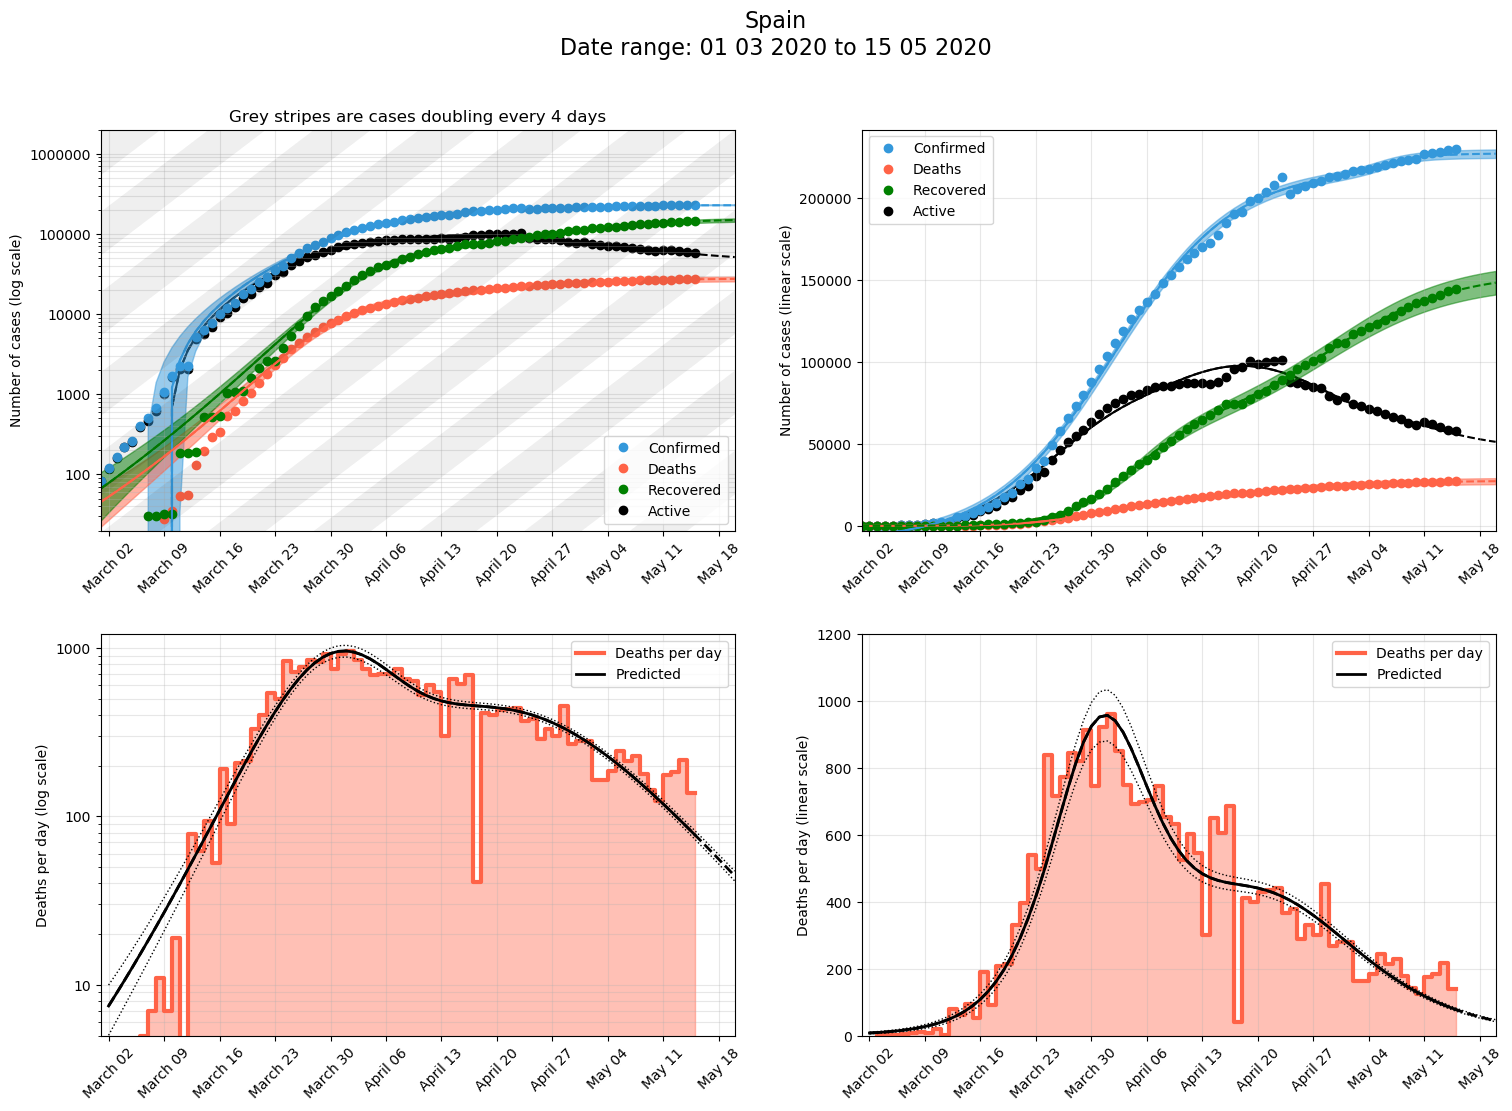 Spain
Date range: 01 03 2020 to 15 05 2020
Grey stripes are cases doubling every 4 days
Number of cases (log scale)
1000000
100000
10000
1000
100
Confirmed
Deaths
Recovered
Active
March 02
March 09
March 16
March 23
March 30
April 06
April 13
April 20
April 27
May 04
May 11
May 18
Number of cases (linear scale)
200000
150000
100000
50000
0
Confirmed
Deaths
Recovered
Active
March 02
March 09
March 16
March 23
March 30
April 06
April 13
April 20
April 27
May 04
May 11
May 18
Deaths per day (log scale)
1000
100
10
Deaths per day
Predicted
March 02
March 09
March 16
March 23
March 30
April 06
April 13
April 20
April 27
May 04
May 11
May 18
Deaths per day (linear scale)
1200
1000
800
600
400
200
0
Deaths per day
Predicted
March 02
March 09
March 16
March 23
March 30
April 06
April 13
April 20
April 27
May 04
May 11
May 18